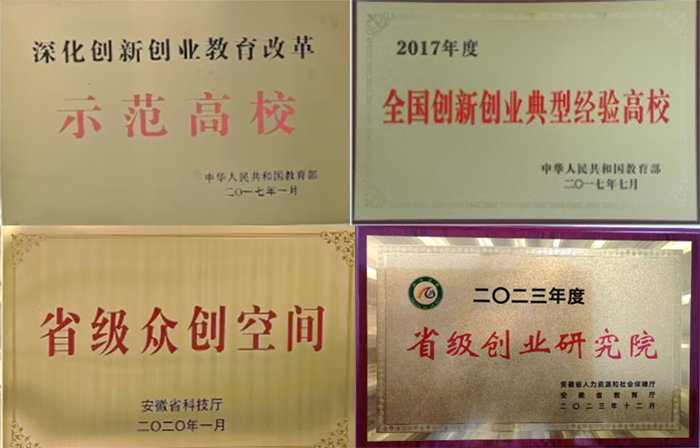 深化创新创业教育改革
示范高校
中华人民共和国教育部
二〇一七年一月
2017年度
全国创新创业典型经验高校
中华人民共和国教育部
二〇一七年七月
省级众创空间
安徽省科技厅
二〇二〇年一月
二〇二三年度
省级创业研究院
安徽省人力资源和社会保障厅
安徽省教育厅
二〇二三年十二月